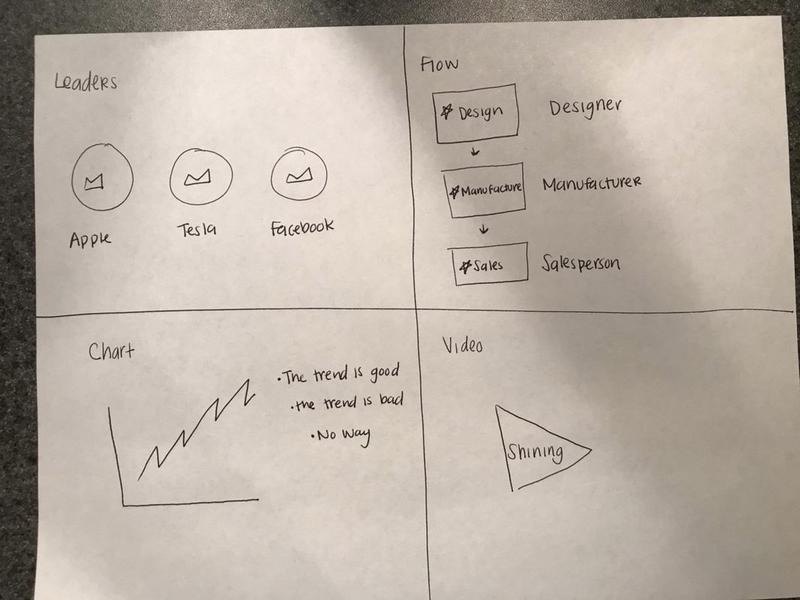 Leaders
Apple
Tesla
Facebook
Flow
Design
Designer
Manufacture
Manufacturer
Sales
Salesperson
Chart
•The trend is good
•the trend is bad
•No Way
Video
Shining